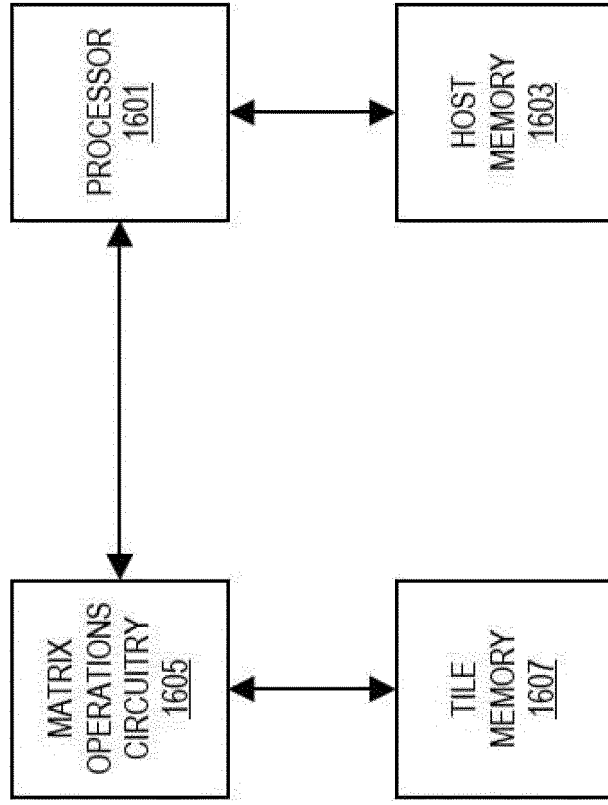 PROCESSOR
1601
HOST
MEMORY
1603
MATRIX
OPERATIONS
CIRCUITRY
1605
TILE
MEMORY
1607